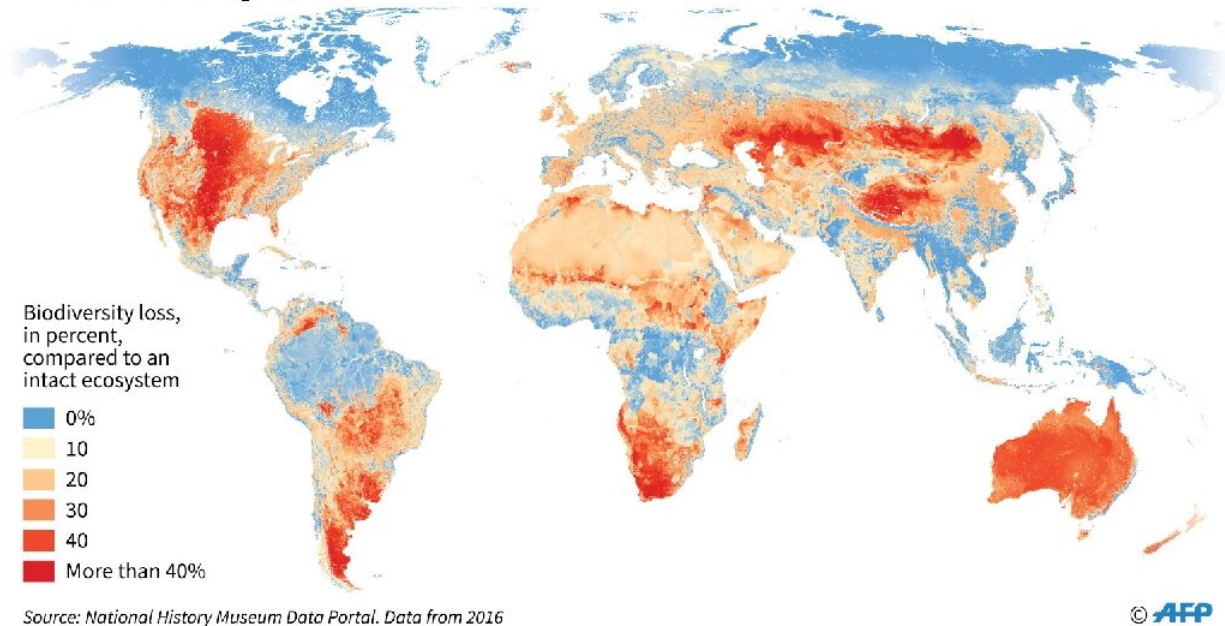 Biodiversity loss,
in percent,
compared to an
intact ecosystem
0%
10
20
30
40
More than 40%
Source: National History Museum Data Portal. Data from 2016
© AFP